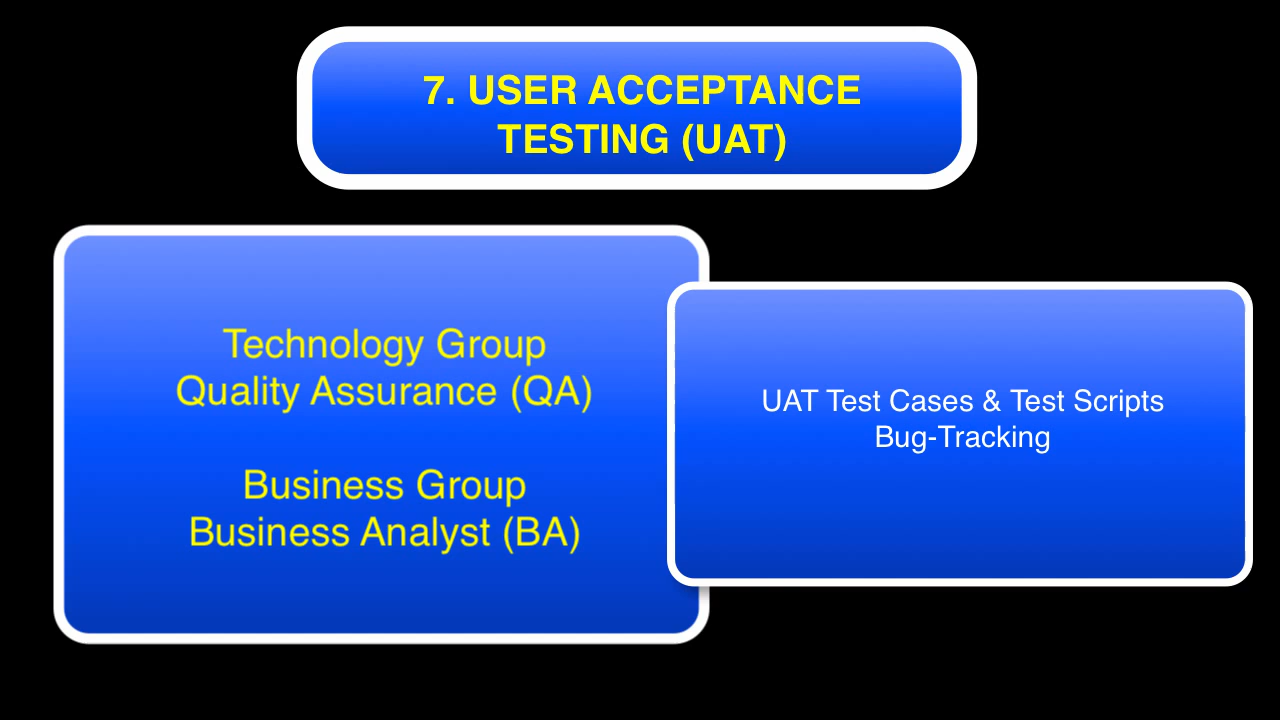 7. USER ACCEPTANCE
TESTING (UAT)
Technology Group
Quality Assurance (QA)
Business Group
Business Analyst (BA)
UAT Test Cases & Test Scripts
Bug-Tracking